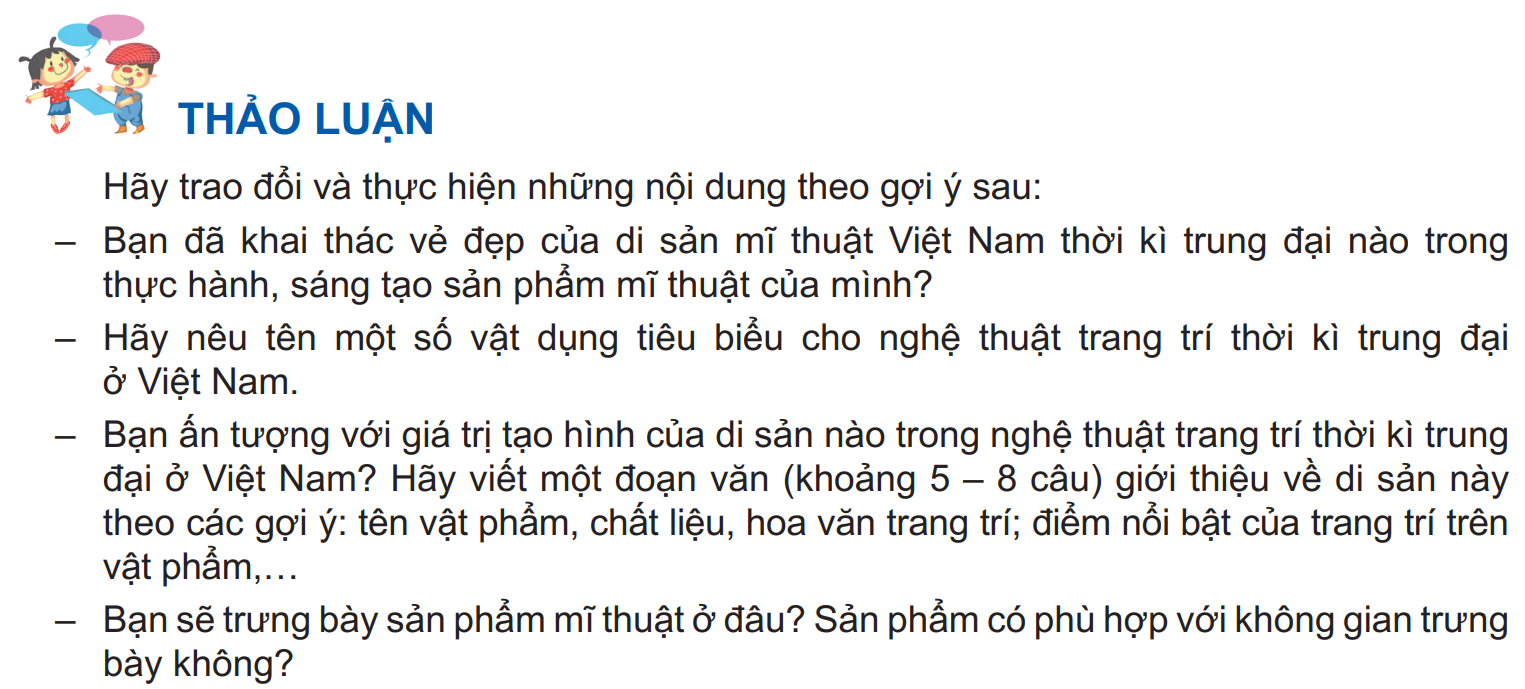 THẢO LUẬN
Hãy trao đổi và thực hiện những nội dung theo gợi ý sau:
– Bạn đã khai thác vẻ đẹp của di sản mĩ thuật Việt Nam thời kì trung đại nào trong
thực hành, sáng tạo sản phẩm mĩ thuật của mình?
– Hãy nêu tên một số vật dụng tiêu biểu cho nghệ thuật trang trí thời kì trung đại
ở Việt Nam.
– Bạn ấn tượng với giá trị tạo hình của di sản nào trong nghệ thuật trang trí thời kì trung
đại ở Việt Nam? Hãy viết một đoạn văn (khoảng 5 – 8 câu) giới thiệu về di sản này
theo các gợi ý: tên vật phẩm, chất liệu, hoa văn trang trí; điểm nổi bật của trang trí trên
vật phẩm,…
– Bạn sẽ trưng bày sản phẩm mĩ thuật ở đâu? Sản phẩm có phù hợp với không gian trưng
bày không?